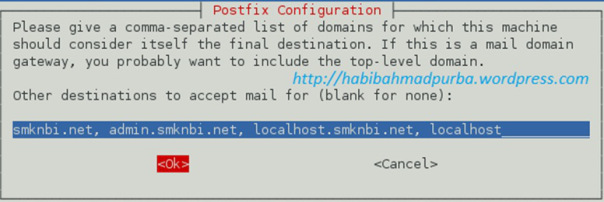 Postfix Configuration
Please give a comma-separated list of domains for which this machine
should consider itself the final destination. If this is a mail domain
gateway, you probably want to include the top-level domain.
http://habibahmadpurba.wordpress.com
Other destinations to accept mail for (blank for none):
smknbi.net, admin.smknbi.net, localhost.smknbi.net, localhost
<Ok> <Cancel>